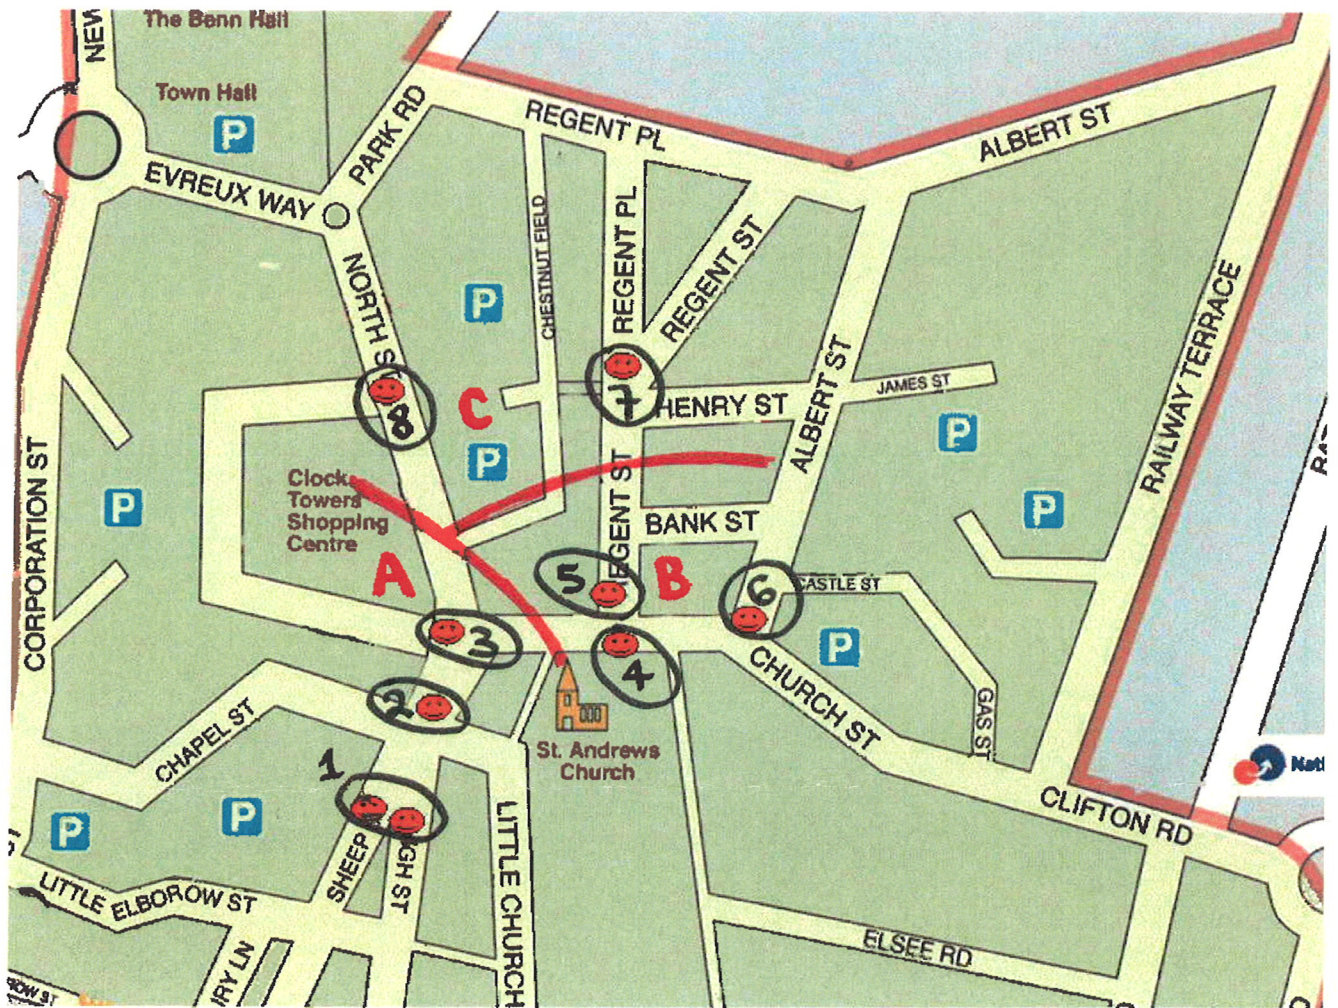 The Benn Hall
NEW
Town Hall
P
PARK RD
REGENT PL
ALBERT ST
EVREUX WAY
CHESTNUT FIELD
REGENT PL
REGENT ST
NORTH ST
P
RAILWAY TERRACE
ALBERT ST
JAMES ST
7
HENRY ST
8
C
P
P
CORPORATION ST
P
P
Clock
Towers
Shopping
Centre
REGENT ST
BANK ST
A
5
B
6
CASTLE ST
3
4
P
2
CHURCH ST
GAS ST
CHAPEL ST
St. Andrews
Church
1
P
P
CLIFTON RD
SHEEP
HIGH ST
LITTLE CHURCH
LITTLE ELBOROW ST
ELSEE RD